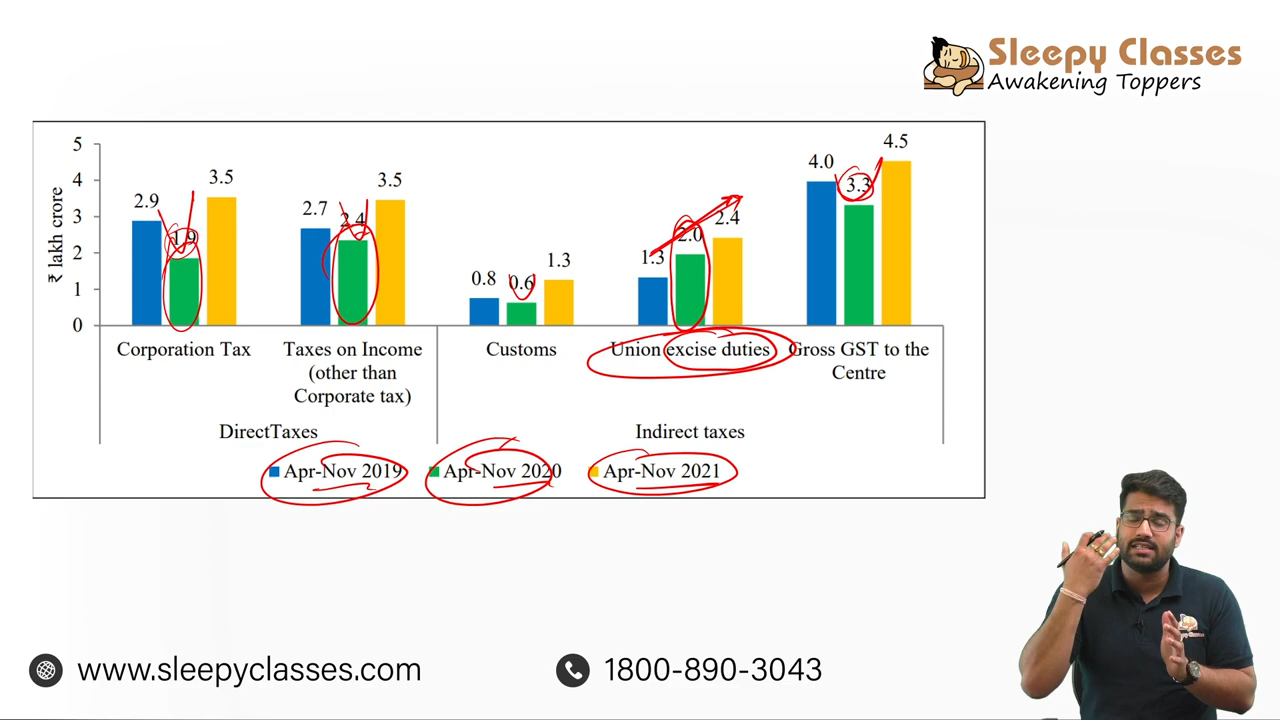 Sleepy Classes
Awakening Toppers
₹ lakh crore
5
4
3
2
1
0
2.9
1.9
3.5
2.7
2.4
3.5
0.8
0.6
1.3
1.3
2.0
2.4
4.0
3.3
4.5
Corporation Tax
Taxes on Income
(other than
Corporate tax)
Customs
Union excise duties
Gross GST to the
Centre
DirectTaxes
Indirect taxes
Apr-Nov 2019
Apr-Nov 2020
Apr-Nov 2021
www.sleepyclasses.com
1800-890-3043